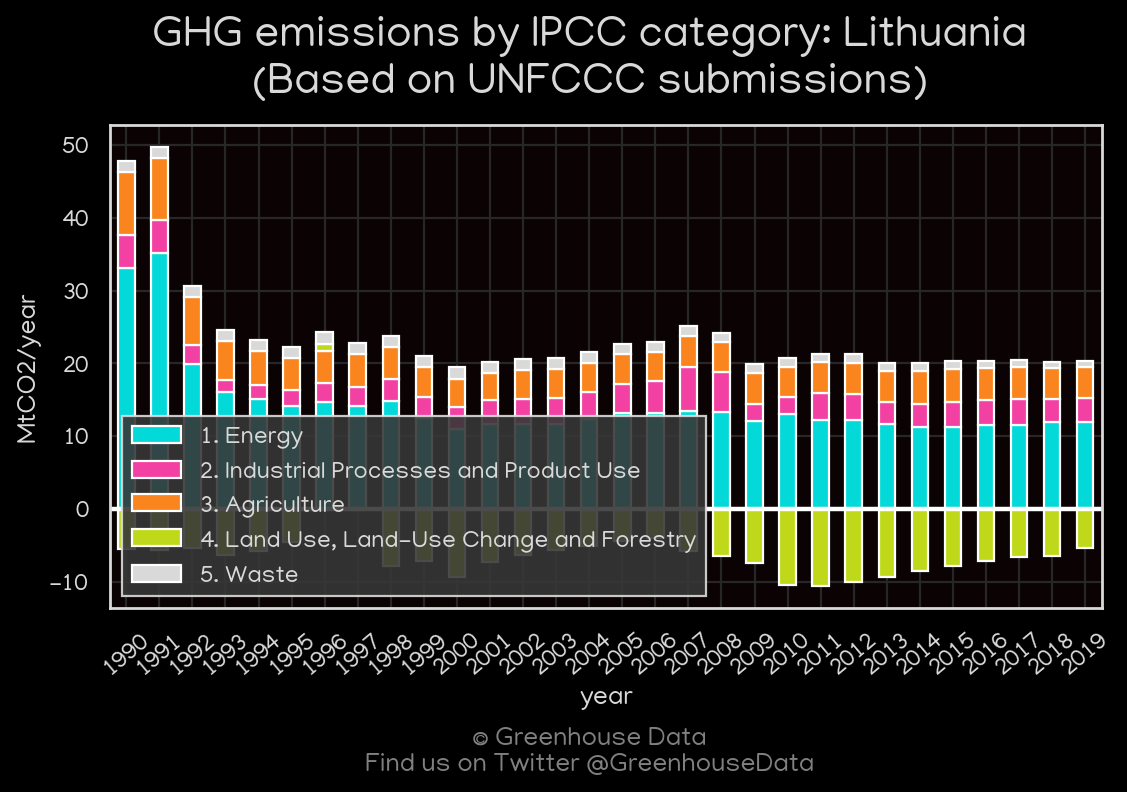 GHG emissions by IPCC category: Lithuania
(Based on UNFCCC submissions)
MtCO2/year
50
40
30
20
10
0
−10
1. Energy
2. Industrial Processes and Product Use
3. Agriculture
4. Land Use, Land-Use Change and Forestry
5. Waste
1990 1991 1992 1993 1994 1995 1996 1997 1998 1999 2000 2001 2002 2003 2004 2005 2006 2007 2008 2009 2010 2011 2012 2013 2014 2015 2016 2017 2018 2019
year
© Greenhouse Data
Find us on Twitter @GreenhouseData